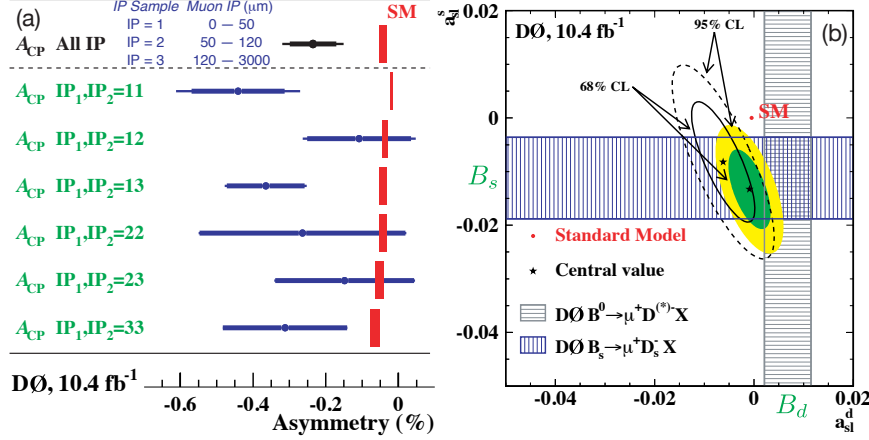 (a)
IP Sample Muon IP (μm)
SM
IP = 1 0 — 50
A_CP All IP IP = 2 50 — 120
IP = 3 120 — 3000
A_CP IP₁,IP₂=11
A_CP IP₁,IP₂=12
A_CP IP₁,IP₂=13
A_CP IP₁,IP₂=22
A_CP IP₁,IP₂=23
A_CP IP₁,IP₂=33
DØ, 10.4 fb⁻¹
-0.6 -0.4 -0.2 0
Asymmetry (%)
a^s_sl
DØ, 10.4 fb⁻¹
95% CL
(b)
0.02
68% CL
0
SM
B_s
-0.02
Standard Model
Central value
DØ B⁰→μ⁺D⁽*⁾⁻X
DØ B_s→μ⁺D_s⁻X
-0.04
B_d
-0.04 -0.02 0 0.02
a^d_sl